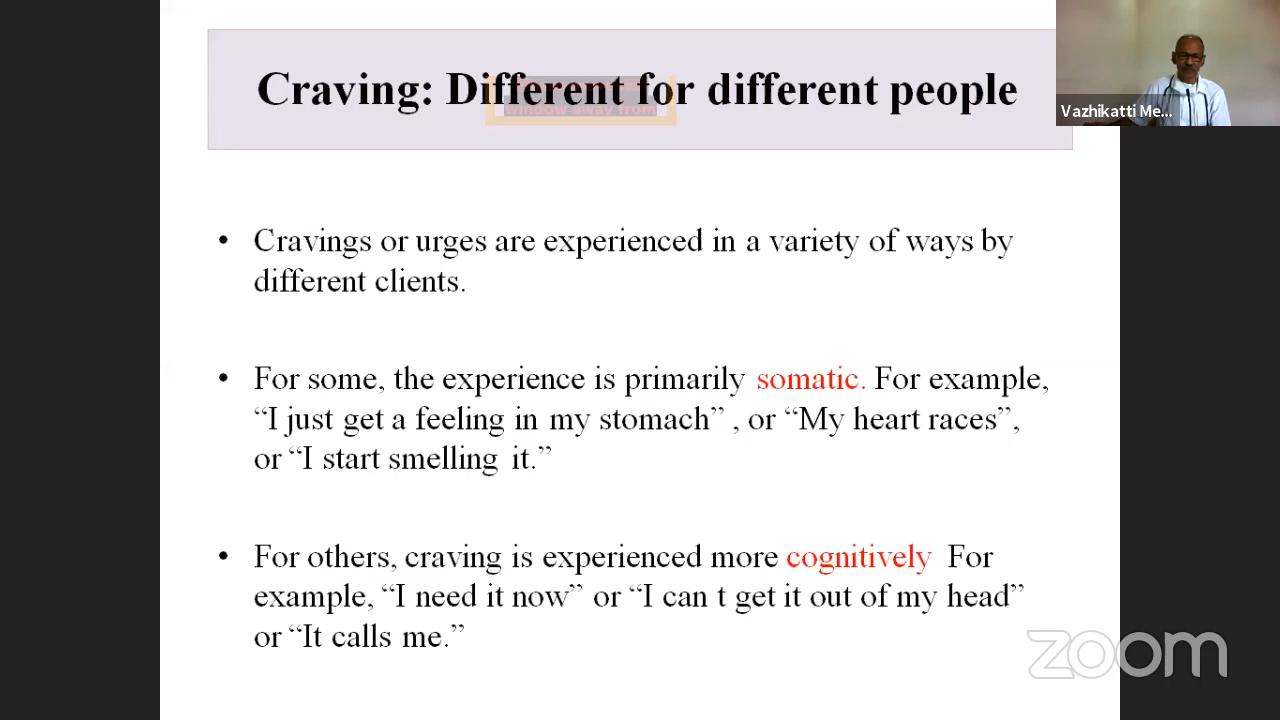 Craving: Different for different people
window away from
Vazhikatti Me...
• Cravings or urges are experienced in a variety of ways by
different clients.
• For some, the experience is primarily somatic. For example,
“I just get a feeling in my stomach” , or “My heart races”,
or “I start smelling it.”
• For others, craving is experienced more cognitively For
example, “I need it now” or “I can t get it out of my head”
or “It calls me.”
zoom